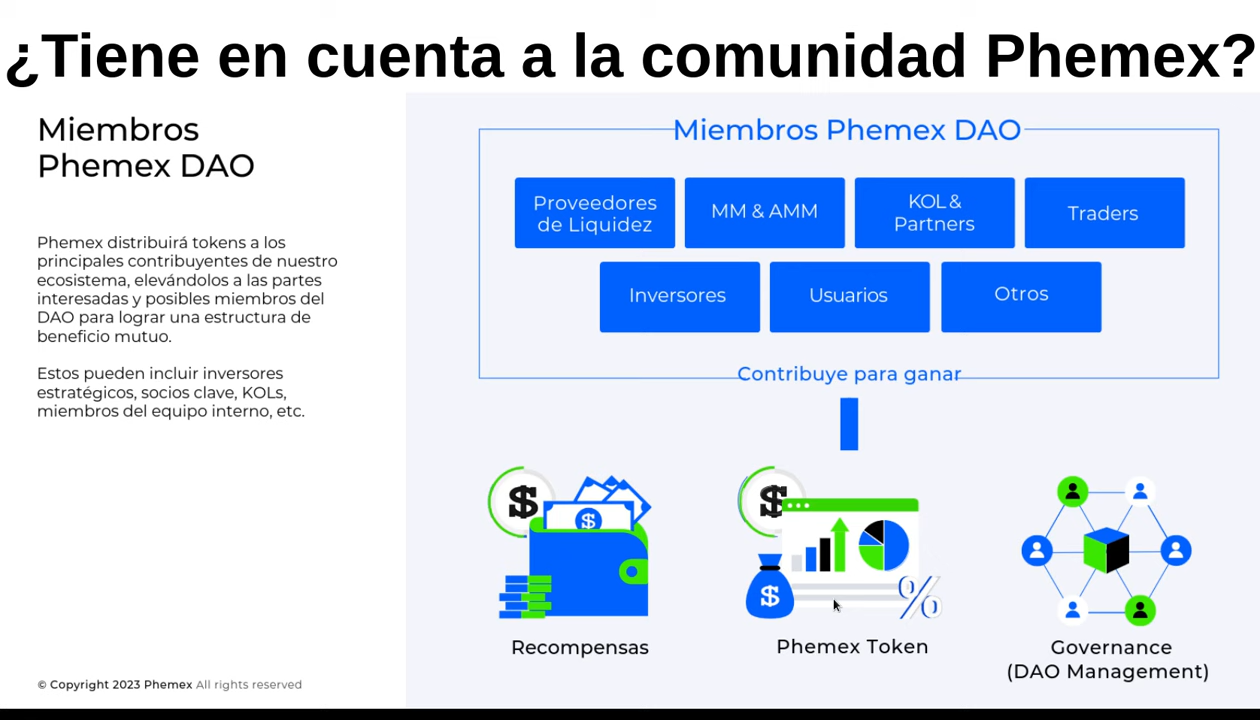 ¿Tiene en cuenta a la comunidad Phemex?
Miembros
Phemex DAO
Phemex distribuirá tokens a los
principales contribuyentes de nuestro
ecosistema, elevándolos a las partes
interesadas y posibles miembros del
DAO para lograr una estructura de
beneficio mutuo.
Estos pueden incluir inversores
estratégicos, socios clave, KOLs,
miembros del equipo interno, etc.
© Copyright 2023 Phemex All rights reserved
Miembros Phemex DAO
Proveedores
de Liquidez
MM & AMM
KOL &
Partners
Traders
Inversores
Usuarios
Otros
Contribuye para ganar
$
$
$
$
%
Recompensas
Phemex Token
Governance
(DAO Management)